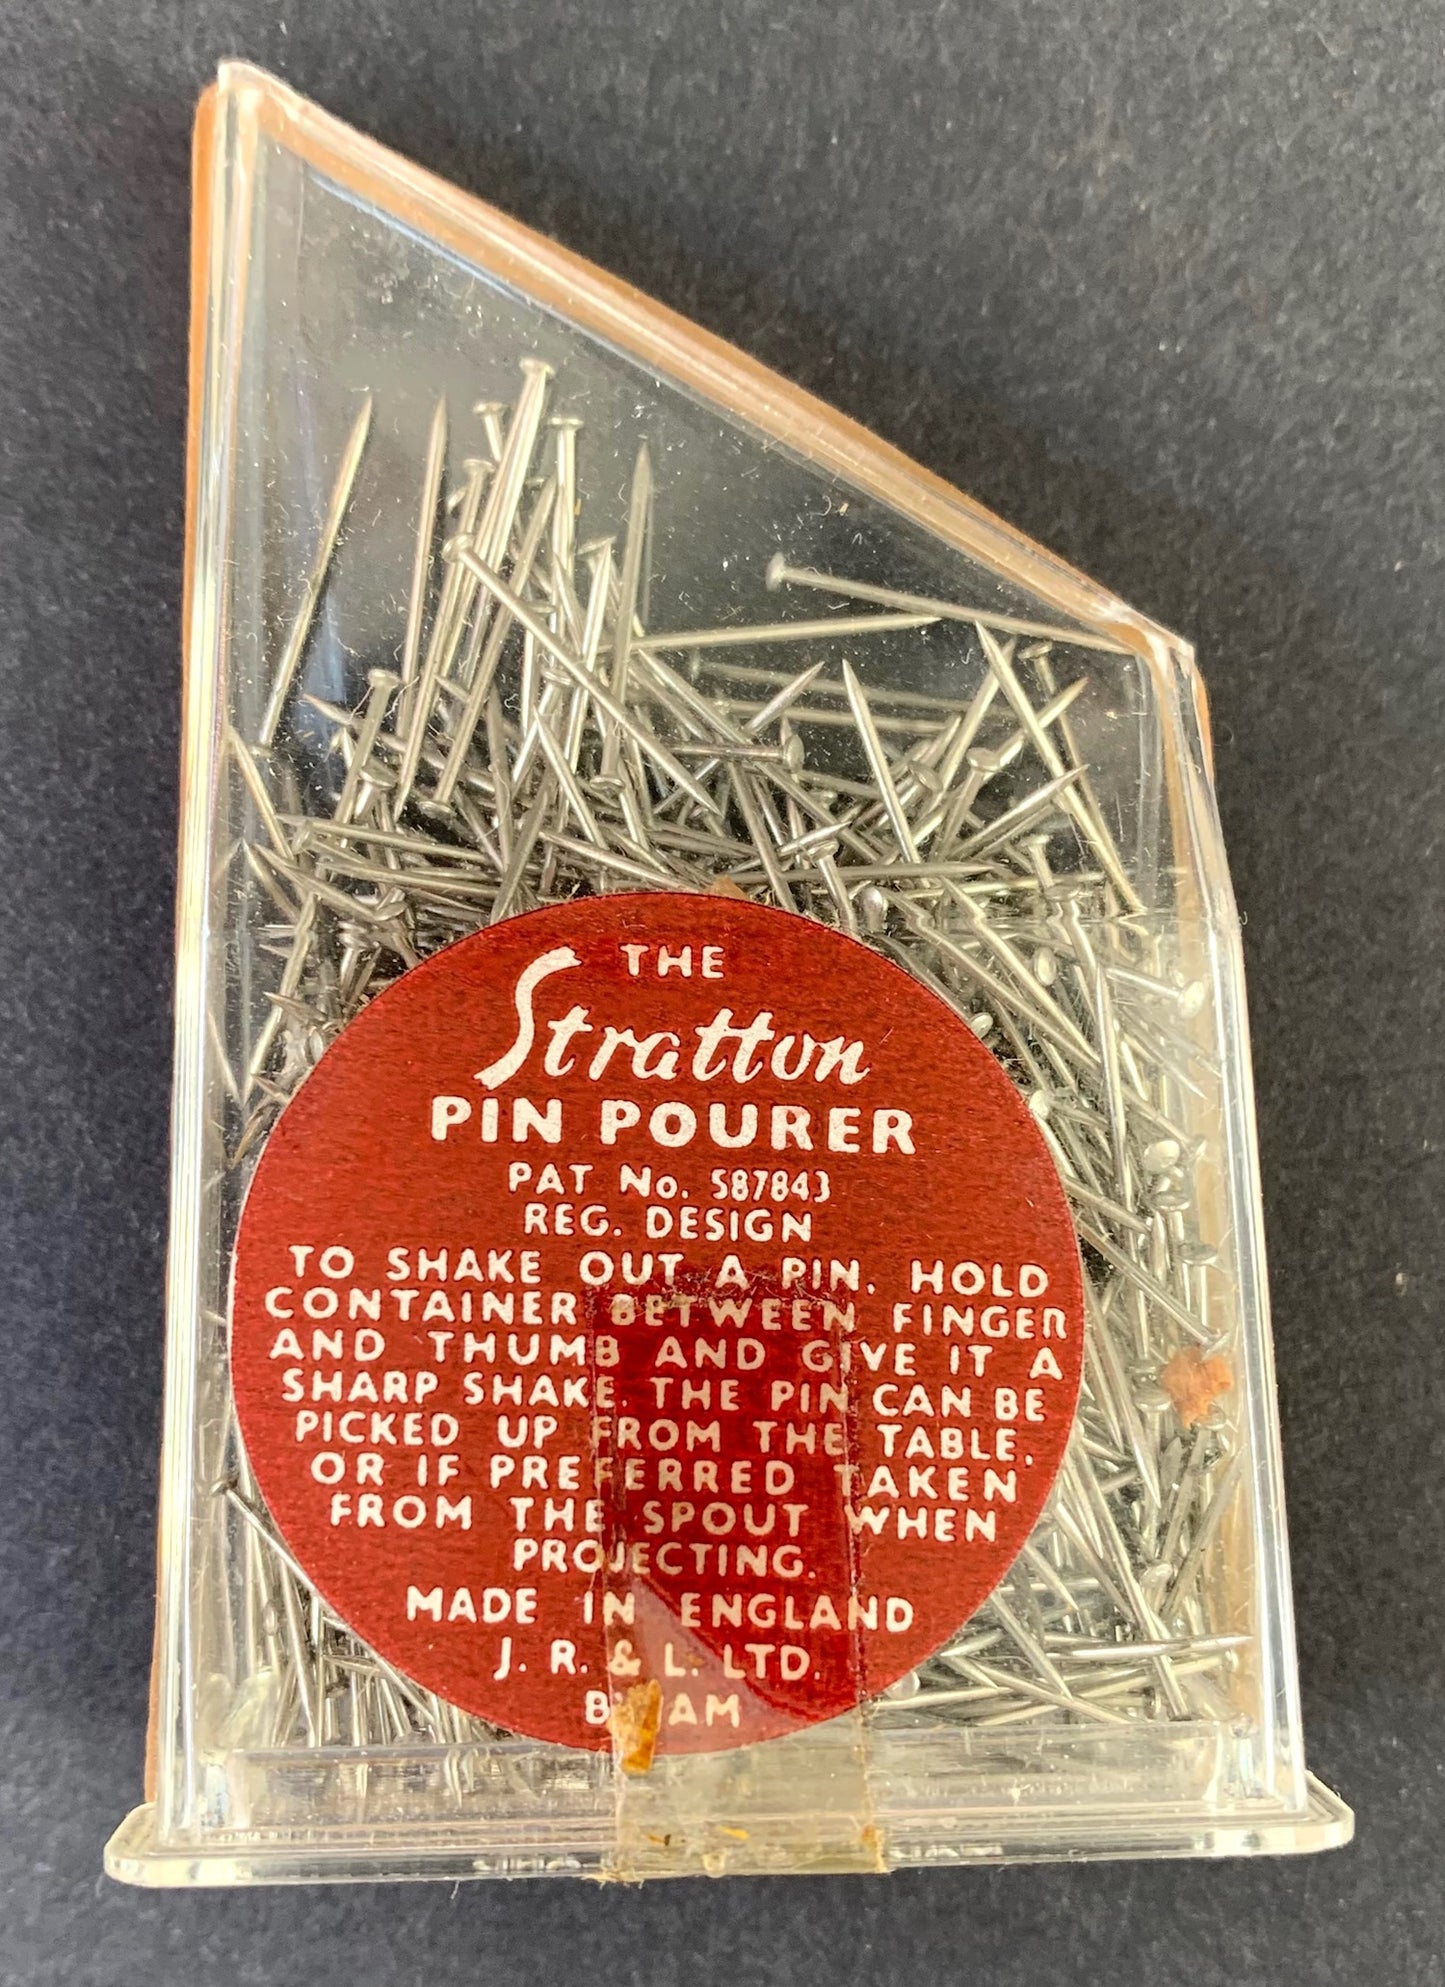 THE
Stratton
PIN POURER
PAT No. 587843
REG. DESIGN
TO SHAKE OUT A PIN, HOLD
CONTAINER BETWEEN FINGER
AND THUMB AND GIVE IT A
SHARP SHAKE. THE PIN CAN BE
PICKED UP FROM THE TABLE,
OR IF PREFERRED TAKEN
FROM THE SPOUT WHEN
PROJECTING.
MADE IN ENGLAND
J. R. & L. LTD.